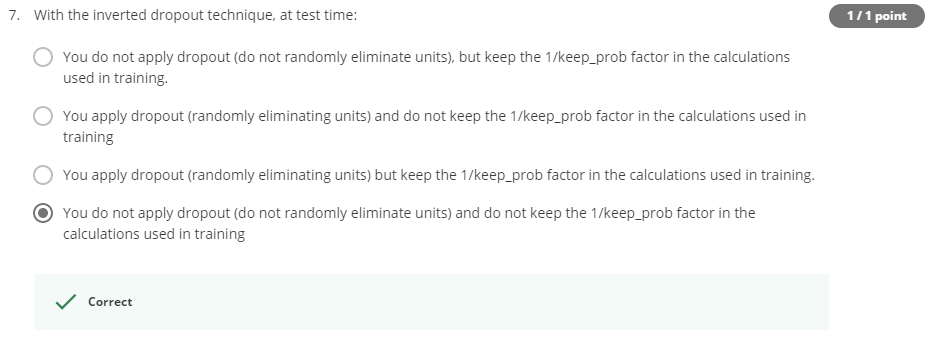 7. With the inverted dropout technique, at test time:
1 / 1 point
You do not apply dropout (do not randomly eliminate units), but keep the 1/keep_prob factor in the calculations
used in training.
You apply dropout (randomly eliminating units) and do not keep the 1/keep_prob factor in the calculations used in
training
You apply dropout (randomly eliminating units) but keep the 1/keep_prob factor in the calculations used in training.
You do not apply dropout (do not randomly eliminate units) and do not keep the 1/keep_prob factor in the
calculations used in training
Correct